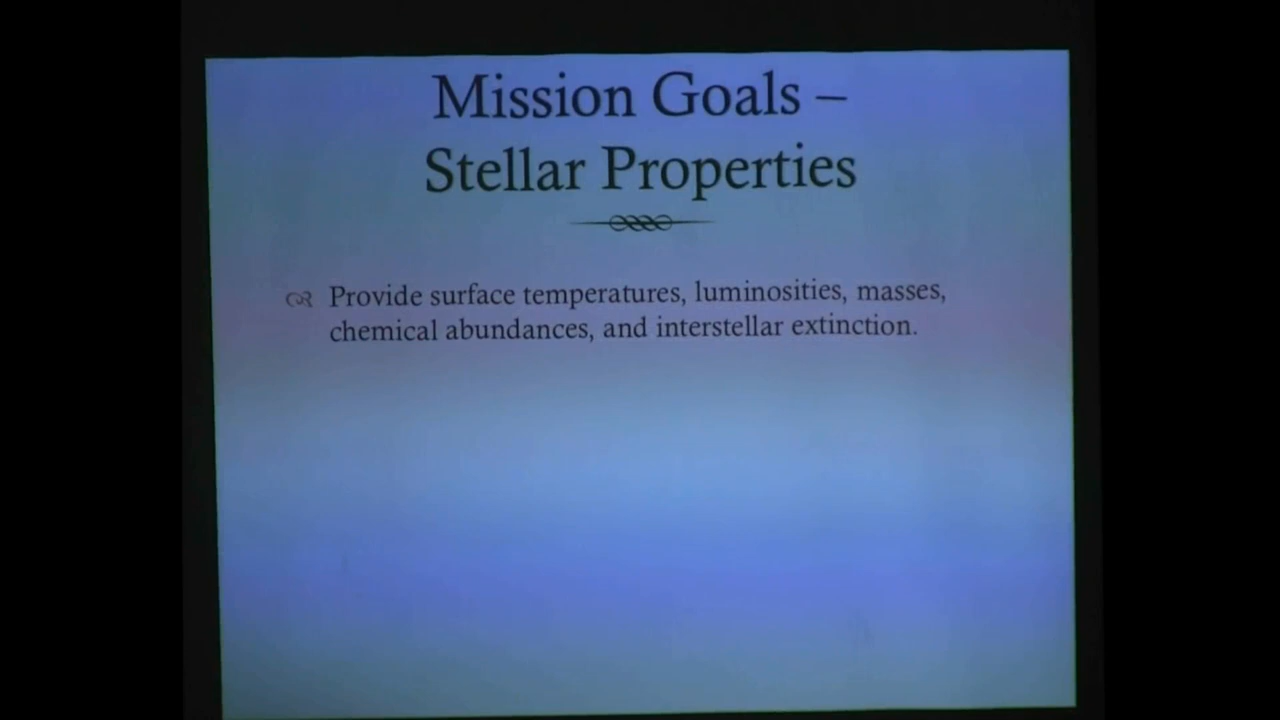 Mission Goals –
Stellar Properties
Provide surface temperatures, luminosities, masses,
chemical abundances, and interstellar extinction.